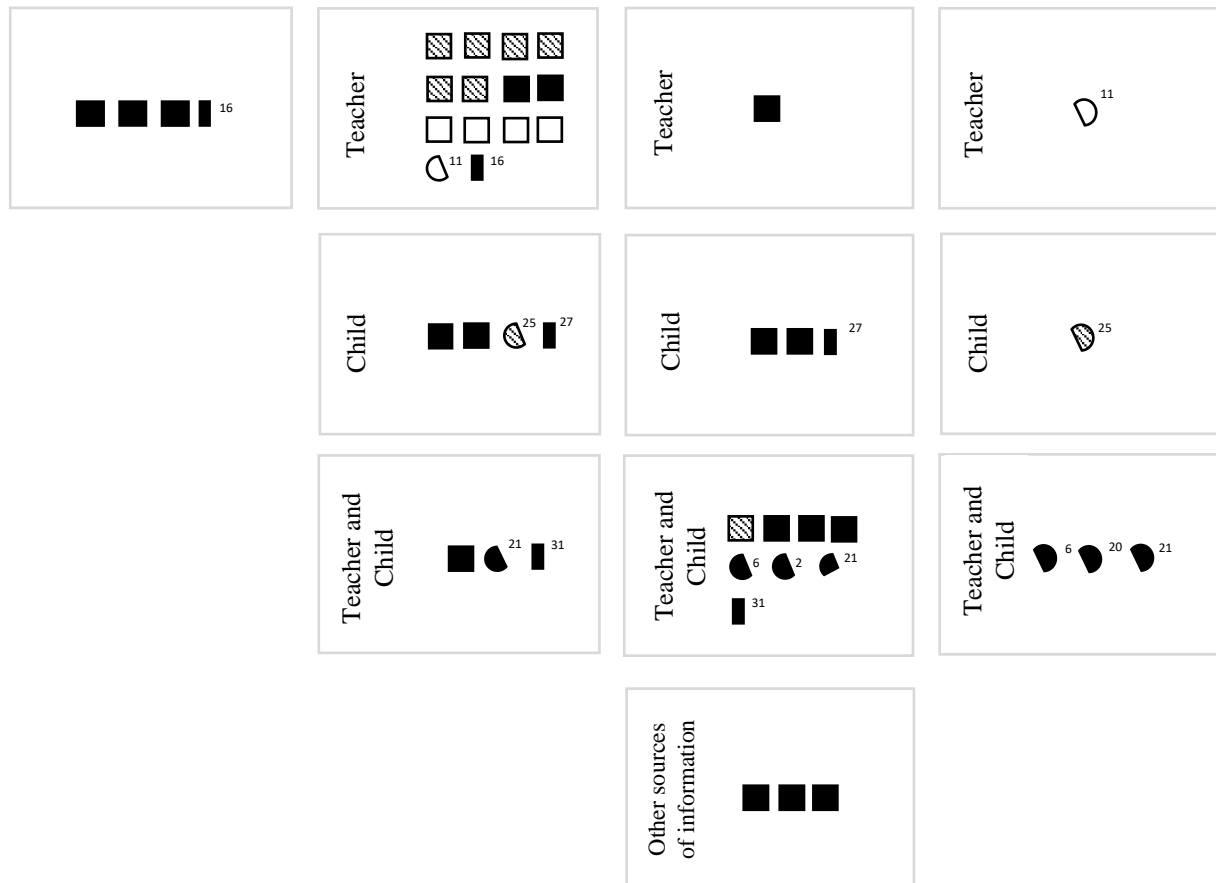 16
Teacher
11
16
Teacher
Teacher
11
Child
25
27
Child
27
Child
25
Teacher and
Child
21
31
Teacher and
Child
6
2
21
31
Teacher and
Child
6
20
21
Other sources
of information